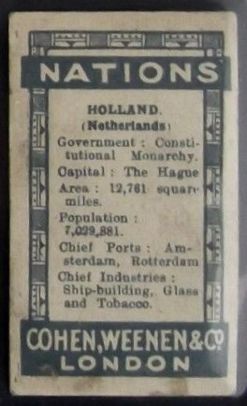 NATIONS
HOLLAND.
(Netherlands)
Government : Consti-
tutional Monarchy.
Capital : The Hague
Area : 12,761 square
miles.
Population :
7,029,881.
Chief Ports : Am-
sterdam, Rotterdam
Chief Industries :
Ship-building, Glass
and Tobacco.
COHEN, WEENEN & Co
LONDON